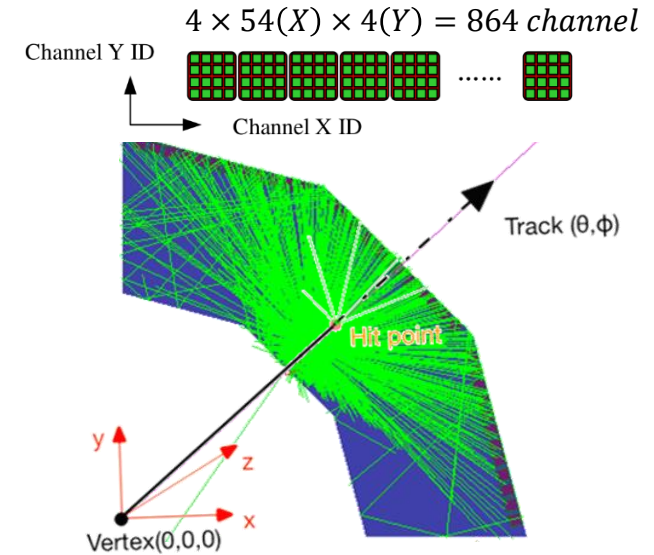 4 × 54(X) × 4(Y) = 864 channel
Channel Y ID
......
Channel X ID
Track (θ,ϕ)
Hit point
y
z
x
Vertex(0,0,0)